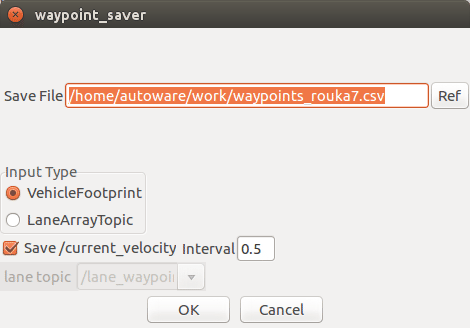 waypoint_saver
Save File /home/autoware/work/waypoints_rouka7.csv Ref
Input Type
VehicleFootprint
LaneArrayTopic
Save /current_velocity Interval 0.5
lane topic /lane_waypoi
OK Cancel